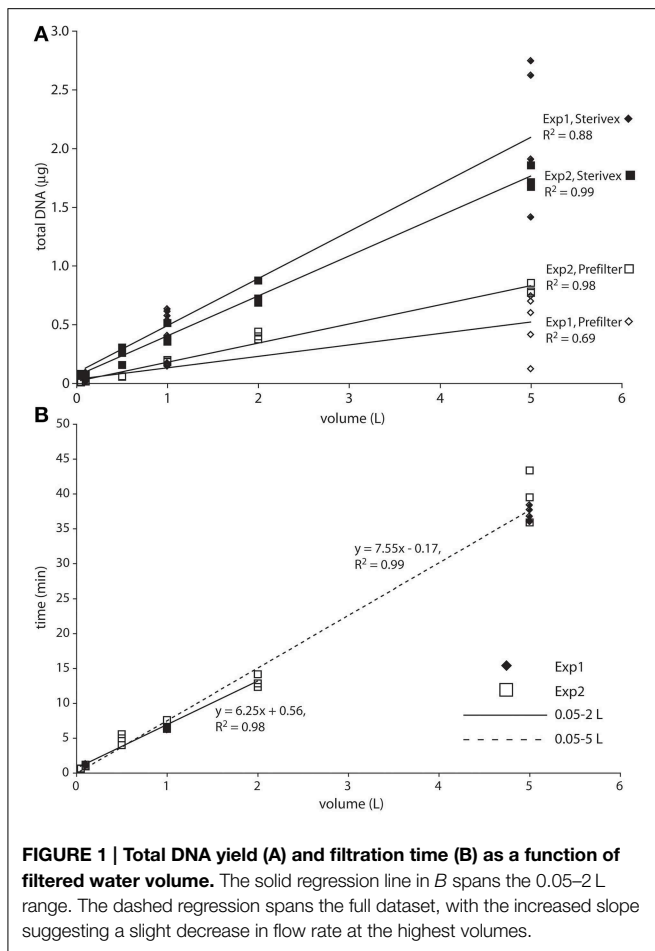 A
3.0
2.5
2.0
1.5
1.0
0.5
0
total DNA (µg)
Exp1, Sterivex
R² = 0.88
Exp2, Sterivex
R² = 0.99
Exp2, Prefilter
R² = 0.98
Exp1, Prefilter
R² = 0.69
0 1 2 3 4 5 6
volume (L)
B
50
45
40
35
30
25
20
15
10
5
0
time (min)
y = 7.55x - 0.17,
R² = 0.99
y = 6.25x + 0.56,
R² = 0.98
Exp1
Exp2
0.05-2 L
0.05-5 L
0 1 2 3 4 5 6
volume (L)
FIGURE 1 | Total DNA yield (A) and filtration time (B) as a function of
filtered water volume. The solid regression line in B spans the 0.05–2 L
range. The dashed regression spans the full dataset, with the increased slope
suggesting a slight decrease in flow rate at the highest volumes.